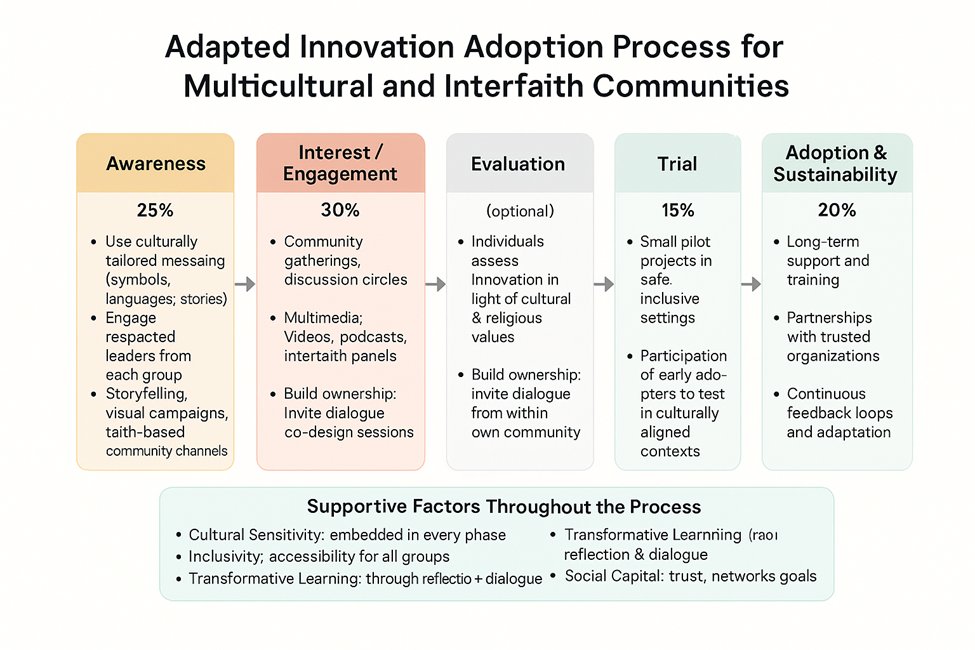 Adapted Innovation Adoption Process for
Multicultural and Interfaith Communities
Awareness
25%
• Use culturally
tailored messaing
(symbols,
languages; stories)
• Engage
respacted
leaders from
each group
• Storyfelling,
visual campaigns,
taith-based
community channels
Interest /
Engagement
30%
• Community
gatherings,
discussion circles
• Multimedia;
Videos, podcasts,
intertaith panels
• Build ownership:
Invite dialogue
co-design sessions
Evaluation
(optional)
• Individuals
assess
Innovation in
light of cultural
& religious
values
• Build ownership:
invite dialogue
from within
own community
Trial
15%
• Small pilot
projects in
safe.
inclusive
settings
• Participation
of early ado-
pters to test
in culturally
aligned
contexts
Adoption &
Sustainability
20%
• Long-term
support and
training
• Partnerships
with trusted
organizations
• Continuous
feedback loops
and adaptation
Supportive Factors Throughout the Process
• Cultural Sensitivity: embedded in every phase
• Inclusivity; accessibility for all groups
• Transformative Learning: through reflectio + dialogue
• Transformative Learnning
reflection & dialogue
• Social Capital: trust, networks goals